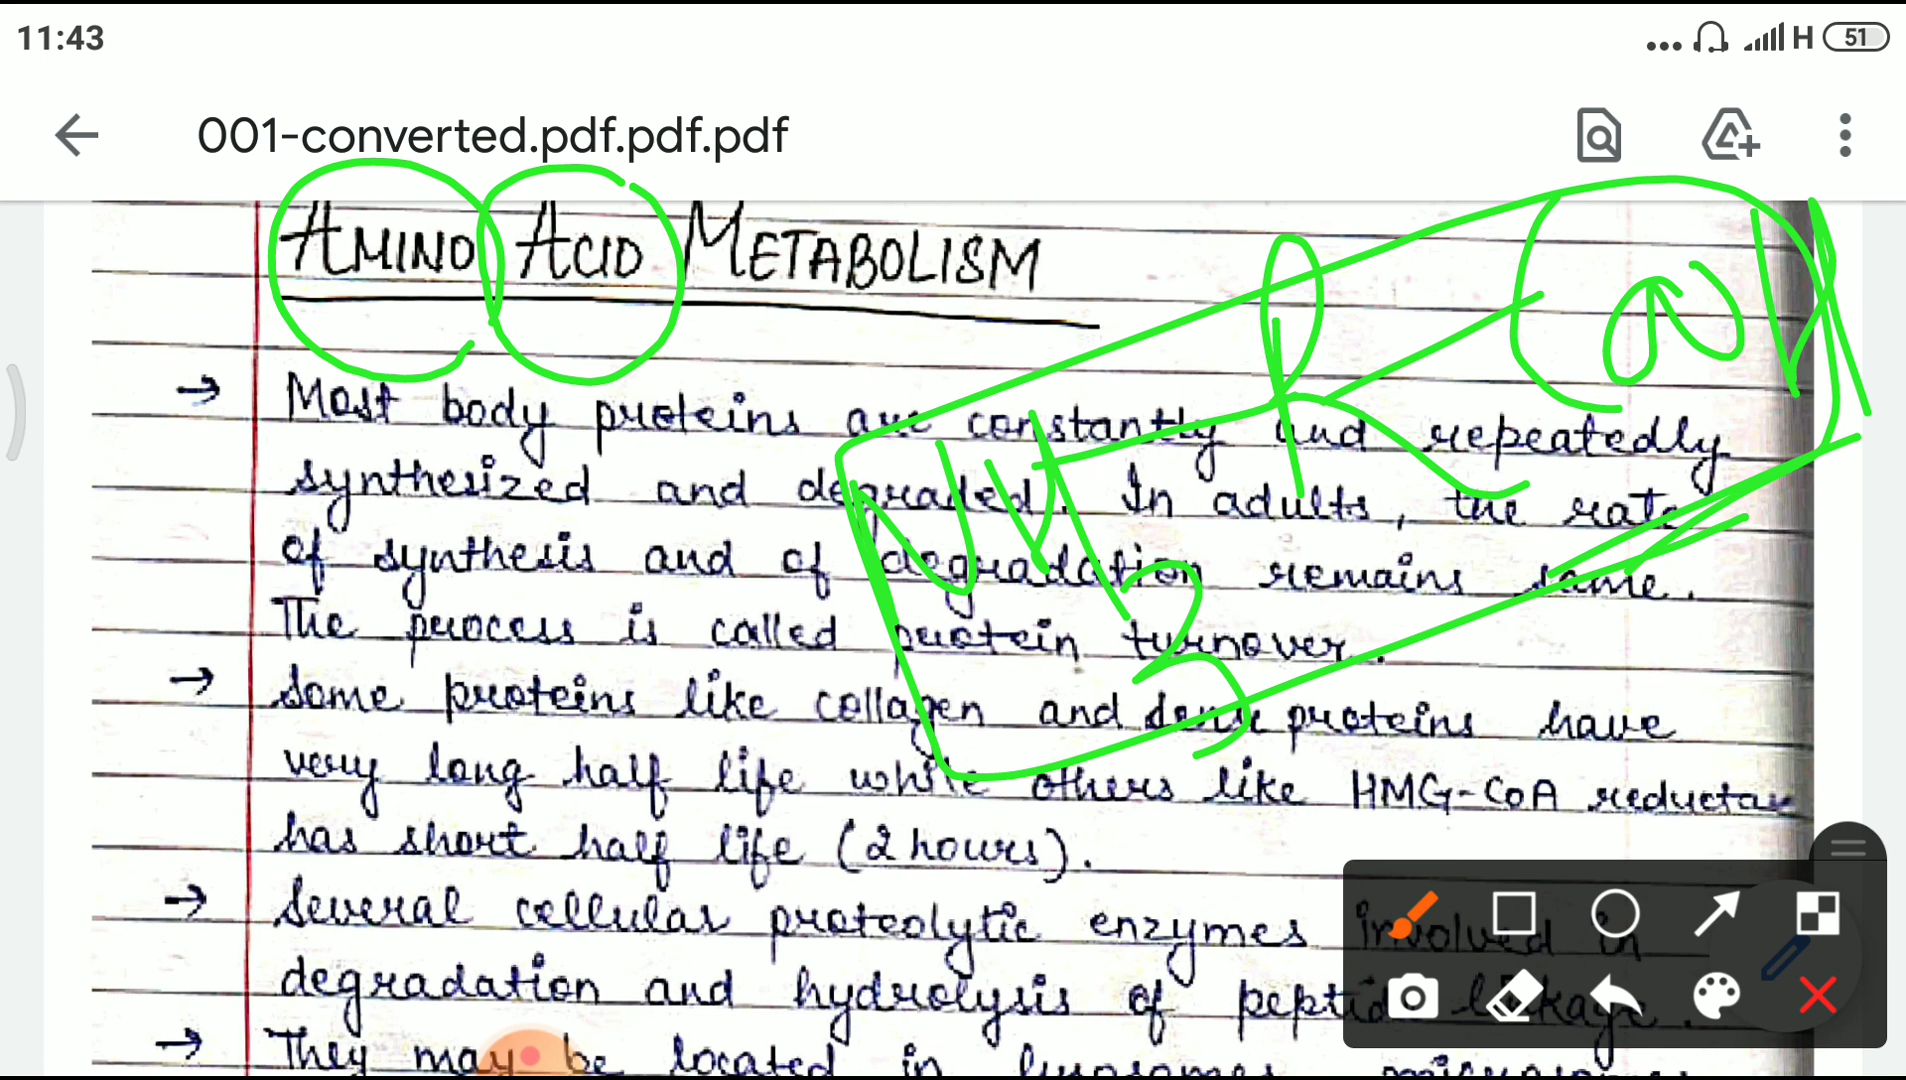 11:43
H 51
001-converted.pdf.pdf.pdf
AMINO ACID METABOLISM
→ Most body proteins are constantly and repeatedly
synthesized and degraded. In adults, the rate
of synthesis and of degradation remains same.
The process is called protein turnover.
→ Some proteins like collagen and dense proteins have
very long half life while others like HMG-CoA reductase
has short half life (2 hours).
→ Several cellular proteolytic enzymes involved in
degradation and hydrolysis of peptide linkage.
→ They may be located in lysosomes
NH2
R
COOH